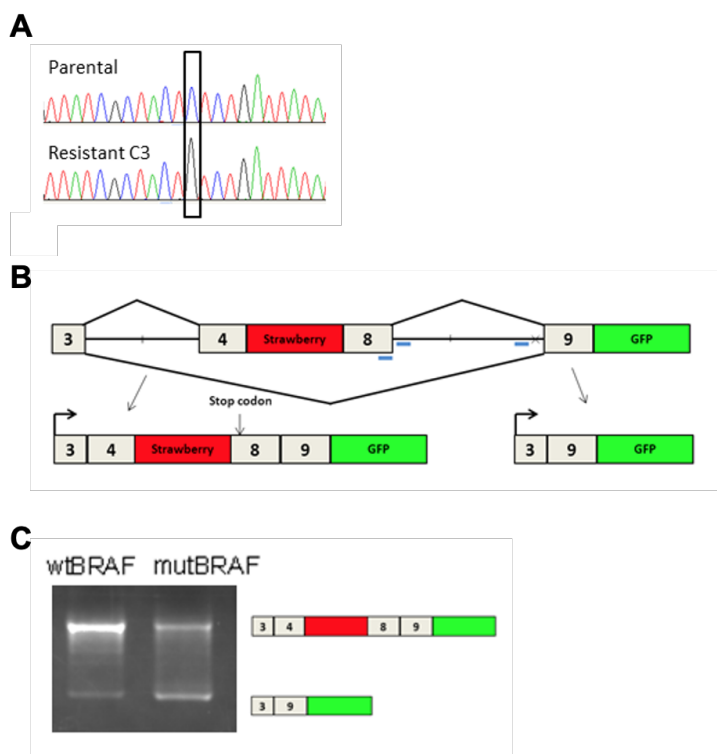 A
Parental
Resistant C3
B
3 4 Strawberry 8 9 GFP
Stop codon
3 4 Strawberry 8 9 GFP 3 9 GFP
C
wtBRAF mutBRAF
3 4 8 9
3 9